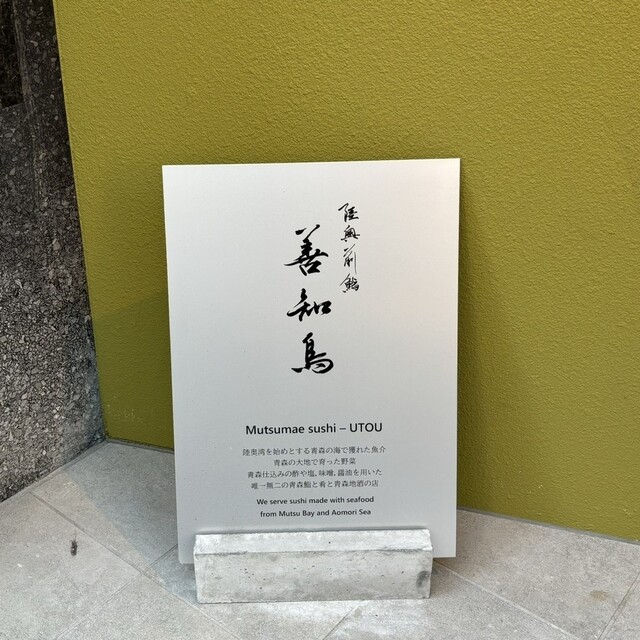 陸奥前鮨
善知鳥
Mutsumae sushi – UTOU
陸奥湾を始めとする青森の海で獲れた魚介
青森の大地で育った野菜
青森仕込みの酢や塩,味噌,醤油を用いた
唯一無二の青森鮨と肴と青森地酒の店
We serve sushi made with seafood
from Mutsu Bay and Aomori Sea